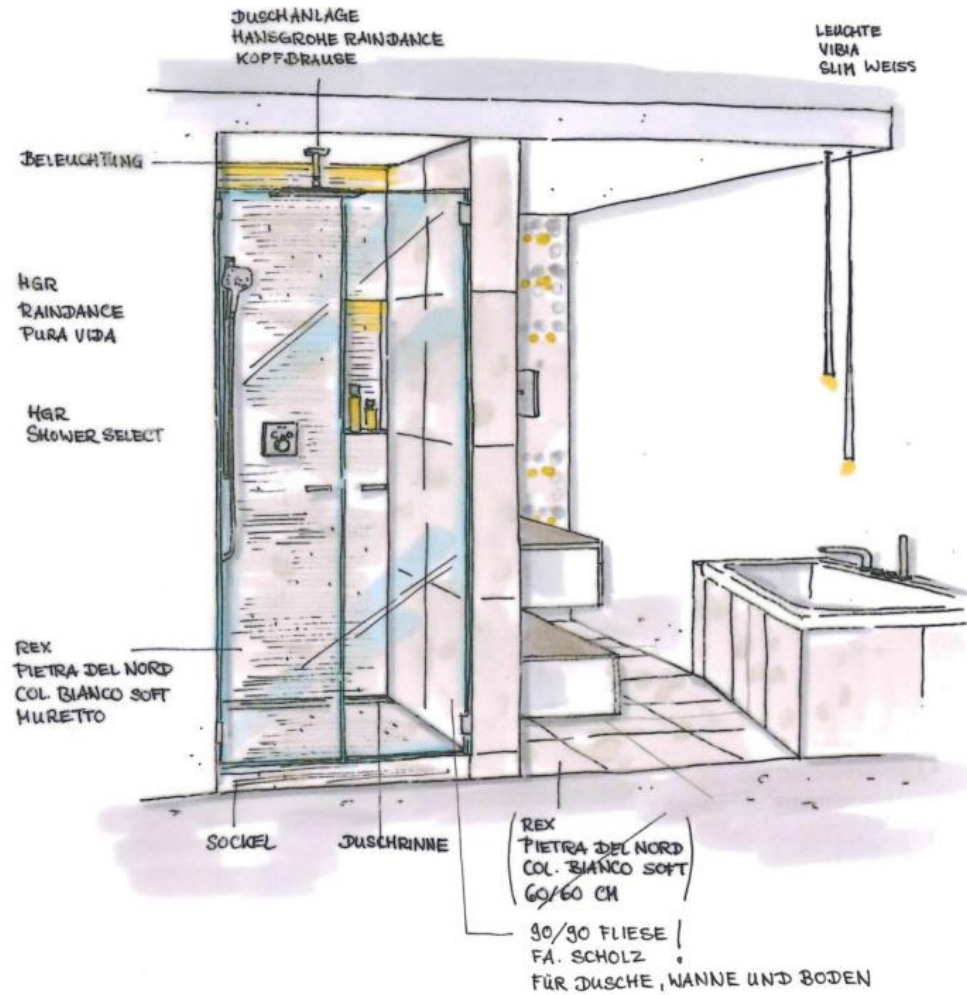 DUSCHANLAGE
HANSGROHE RAINDANCE
KOPFBRAUSE
LEUCHTE
VIBIA
SLIM WEISS
BELEUCHTUNG
HGR
RAINDANCE
PURA VIDA
HGR
SHOWER SELECT
REX
PIETRA DEL NORD
COL. BIANCO SOFT
MURETTO
SOCKEL
DUSCHRINNE
(REX
PIETRA DEL NORD
COL. BIANCO SOFT
60/60 CM)
90/90 FLIESE !
FA. SCHOLZ
FÜR DUSCHE, WANNE UND BODEN